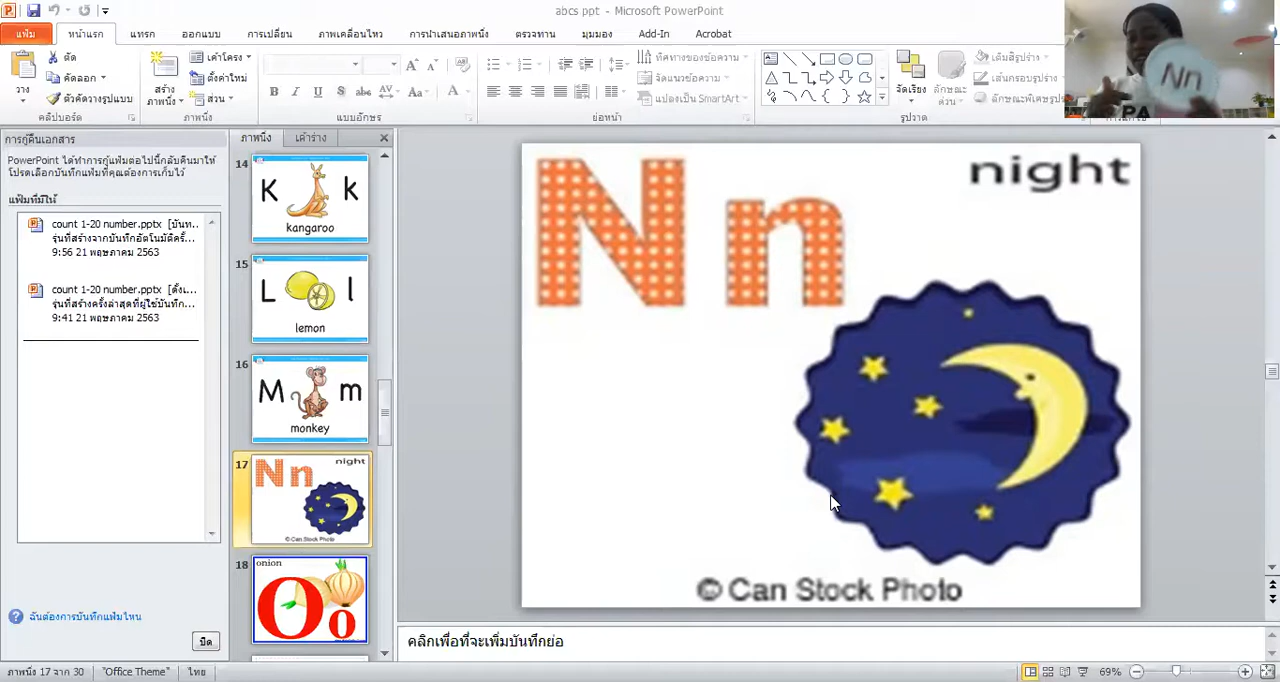 abcs ppt - Microsoft PowerPoint
แฟ้ม หน้าแรก แทรก ออกแบบ การเปลี่ยน ภาพเคลื่อนไหว การนำเสนอภาพนิ่ง ตรวจทาน มุมมอง Add-In Acrobat
ตัด
คัดลอก
ตัวคัดวางรูปแบบ
วาง
คลิปบอร์ด
สร้าง
ภาพนิ่ง
เค้าโครง
ตั้งค่าใหม่
ส่วน
ภาพนิ่ง
B I U S abc AV Aa A
แบบอักษร
ทิศทางของข้อความ
จัดแนวข้อความ
แปลงเป็น SmartArt
ย่อหน้า
จัดเรียง
ลักษณะ
ด่วน
เติมสีรูปร่าง
เส้นกรอบรูปร่าง
ลักษณะพิเศษรูปร่าง
รูปวาด
Nn
PA
การกู้คืนเอกสาร
PowerPoint ได้ทำการกู้แฟ้มต่อไปนี้กลับคืนมาให้
โปรดเลือกบันทึกแฟ้มที่คุณต้องการเก็บไว้
แฟ้มที่มีให้
count 1-20 number.pptx [บันท...
รุ่นที่สร้างจากบันทึกอัตโนมัติครั้...
9:56 21 พฤษภาคม 2563
count 1-20 number.pptx [ดั้งเ...
รุ่นที่สร้างครั้งล่าสุดที่ผู้ใช้บันทึก...
9:41 21 พฤษภาคม 2563
ฉันต้องการบันทึกแฟ้มไหน
ปิด
ภาพนิ่ง เค้าร่าง
14
K k
kangaroo
15
L l
lemon
16
M m
monkey
17
Nn night
© Can Stock Photo
18
onion
O o
Nn night
© Can Stock Photo
คลิกเพื่อที่จะเพิ่มบันทึกย่อ
ภาพนิ่ง 17 จาก 30 "Office Theme" ไทย 69%